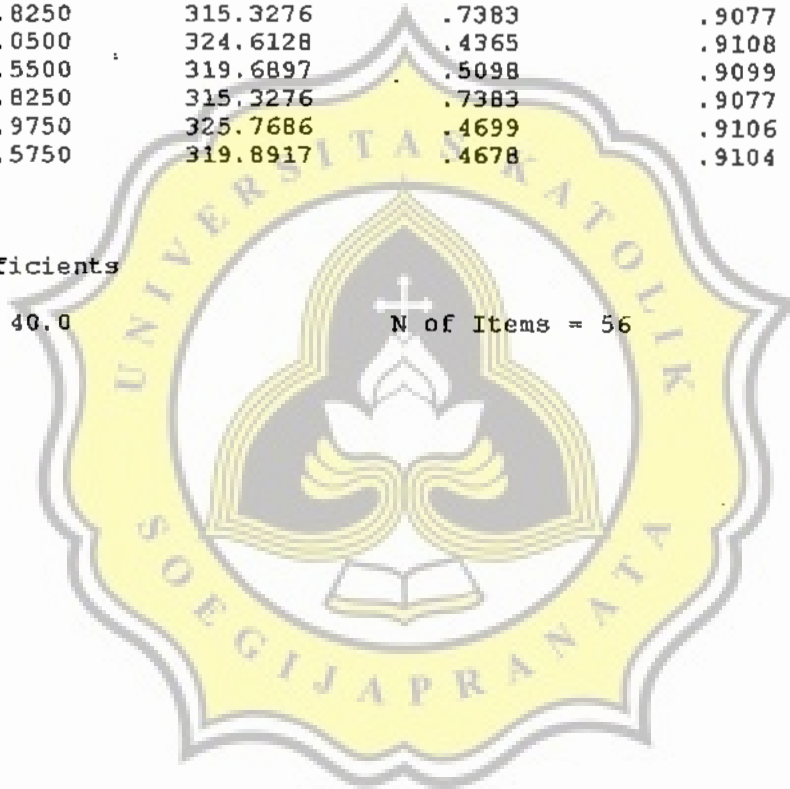 .8250 315.3276 .7383 .9077
.0500 324.6128 .4365 .9108
.5500 319.6897 .5098 .9099
.8250 315.3276 .7383 .9077
.9750 325.7686 .4699 .9106
.5750 319.8917 .4678 .9104
ficients
40.0 N of Items = 56
UNIVERSITAS KATOLIK
SOEGIJAPRANATA